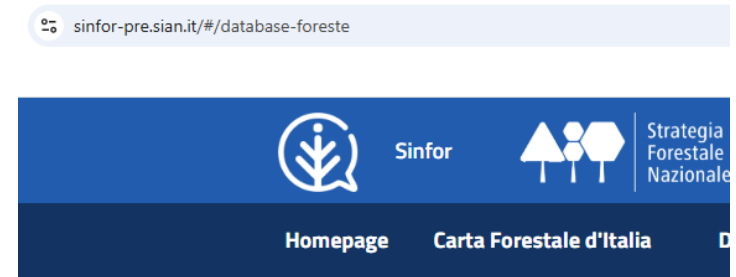 sinfor-pre.sian.it/#/database-foreste
Sinfor
Strategia
Forestale
Nazionale
Homepage Carta Forestale d'Italia D